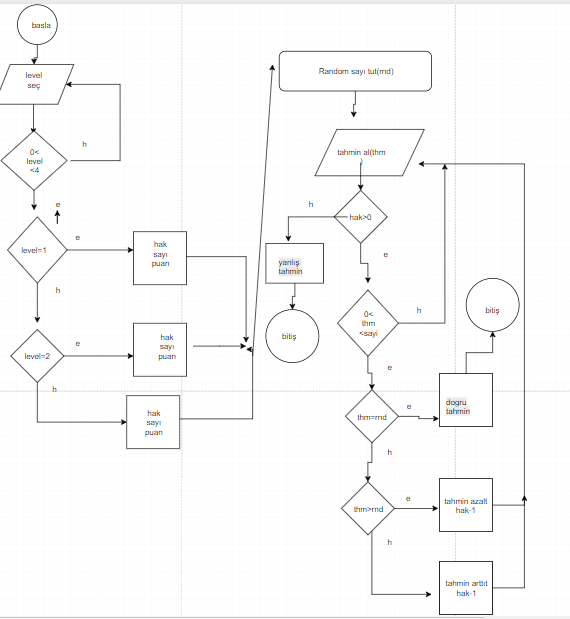 basla
level
seç
h
0<
level
<4
e
level=1
e
hak
sayı
puan
h
level=2
e
hak
sayı
puan
h
hak
sayı
puan
Random sayı tut(rnd)
tahmin al(thm
)
hak>0
h
yanlış
tahmin
bitiş
e
0<
thm
<sayi
h
e
thm=rnd
e
dogru
tahmin
bitiş
h
thm>rnd
e
tahmin azalt
hak-1
h
tahmin arttıt
hak-1